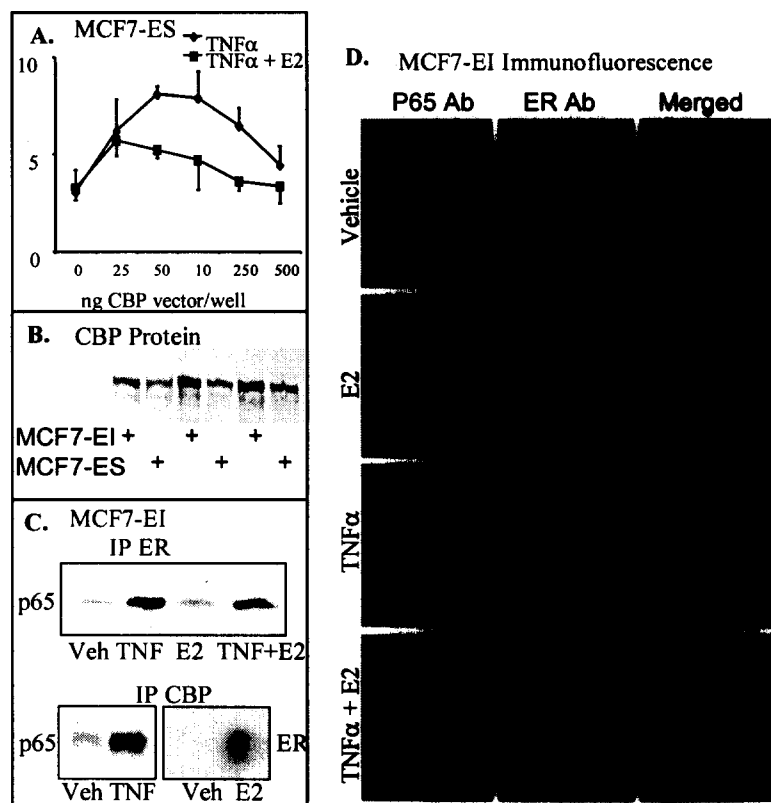 A. MCF7-ES
TNFα
TNFα + E2
10
5
0
0 25 50 10 250 500
ng CBP vector/well
B. CBP Protein
MCF7-EI + + +
MCF7-ES + + +
C. MCF7-EI
IP ER
p65
Veh TNF E2 TNF+E2
IP CBP
p65 ER
Veh TNF Veh E2
D. MCF7-EI Immunofluorescence
P65 Ab ER Ab Merged
Vehicle
E2
TNFα
TNFα + E2